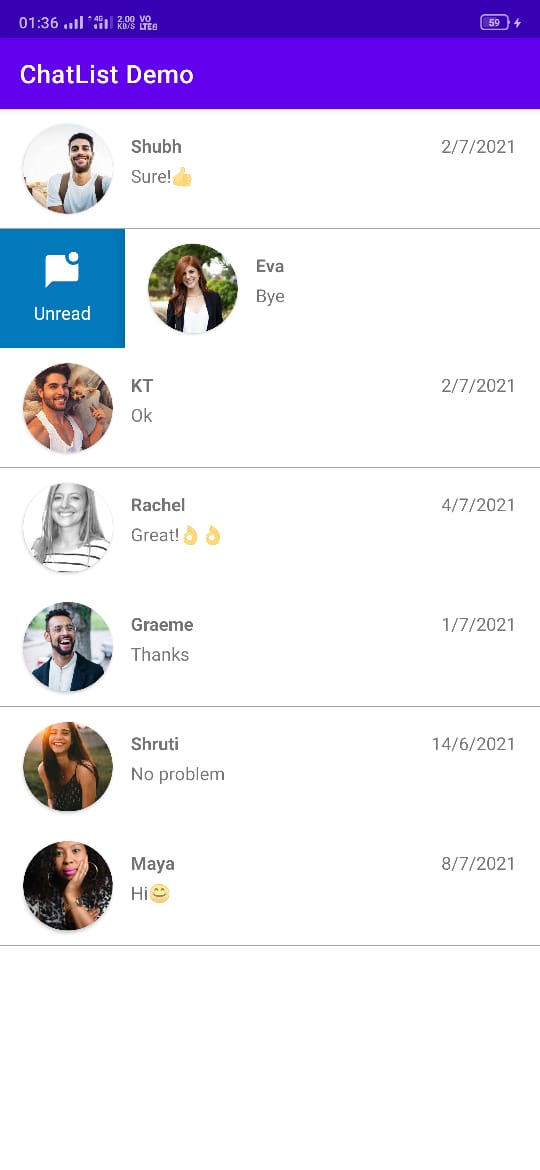 01:36 4G 2.00 KB/S VO LTE 59
ChatList Demo
Shubh 2/7/2021
Sure!👍
Eva
Unread Bye
KT 2/7/2021
Ok
Rachel 4/7/2021
Great!👌👌
Graeme 1/7/2021
Thanks
Shruti 14/6/2021
No problem
Maya 8/7/2021
Hi😊